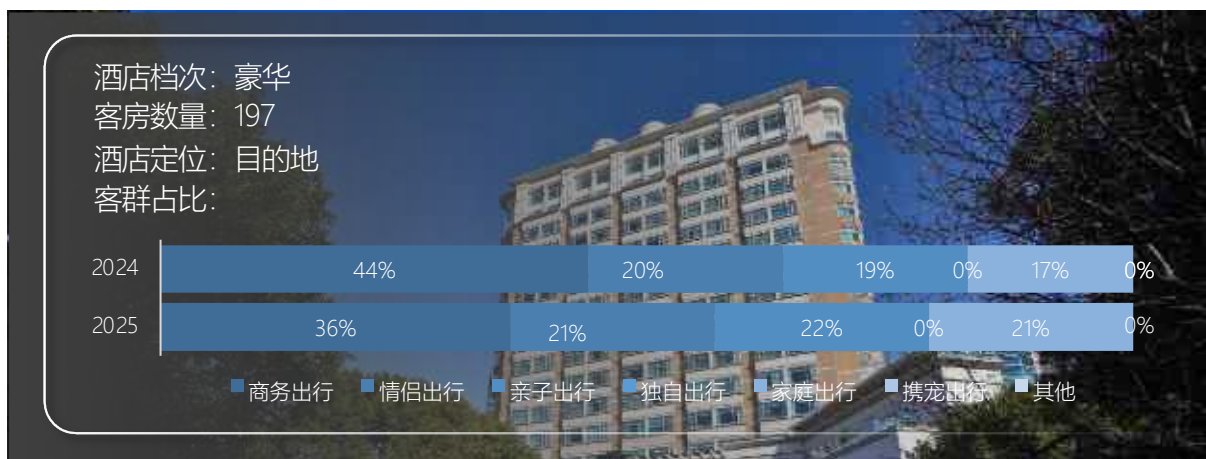 酒店档次：豪华
客房数量：197
酒店定位：目的地
客群占比：
2024 44% 20% 19% 0% 17% 0%
2025 36% 21% 22% 0% 21% 0%
商务出行 情侣出行 亲子出行 独自出行 家庭出行 携宠出行 其他